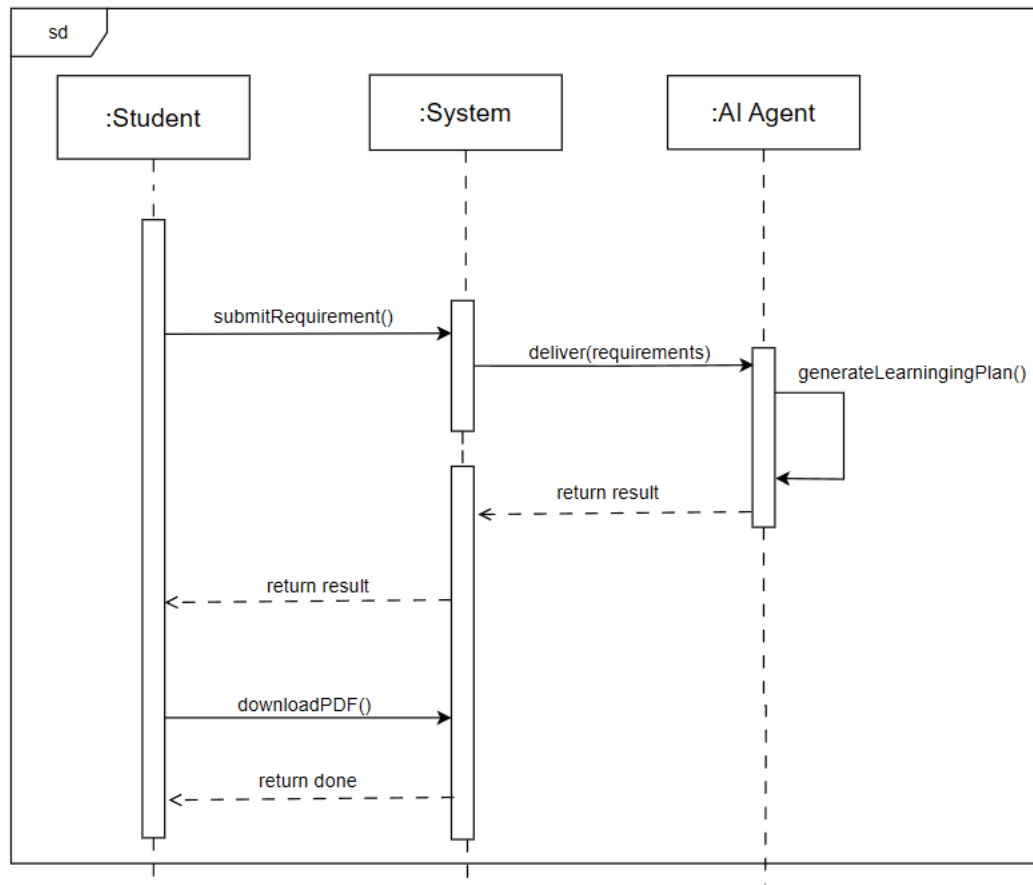 sd
:Student
:System
:AI Agent
submitRequirement()
deliver(requirements)
generateLearningingPlan()
return result
return result
downloadPDF()
return done